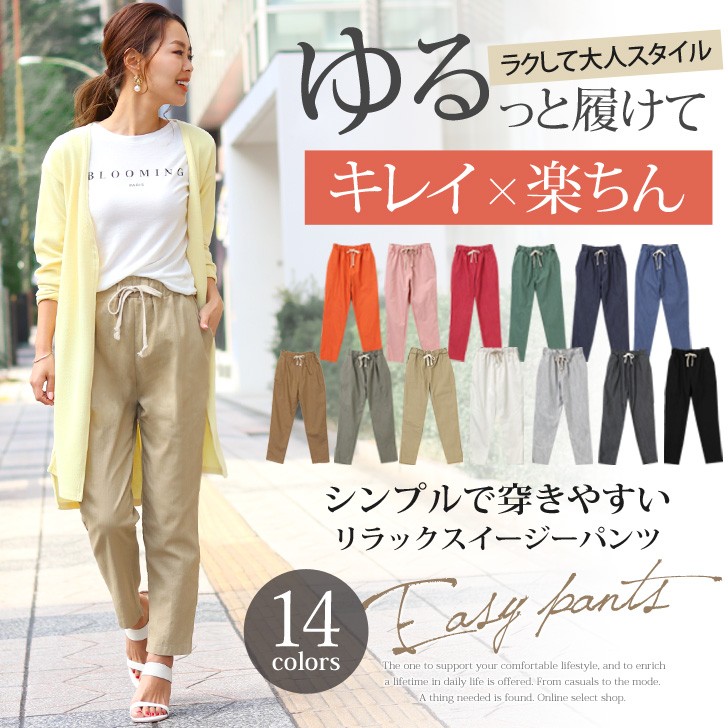 ラクして大人スタイル
ゆるっと履けて
キレイ×楽ちん
BLOOMING
シンプルで穿きやすい
リラックスイージーパンツ
14
colors
Easy pants
The one to support your comfortable lifestyle, and to enrich
a lifetime in daily life is offered. From casuals to the mode.
A thing needed is found. Online select shop.